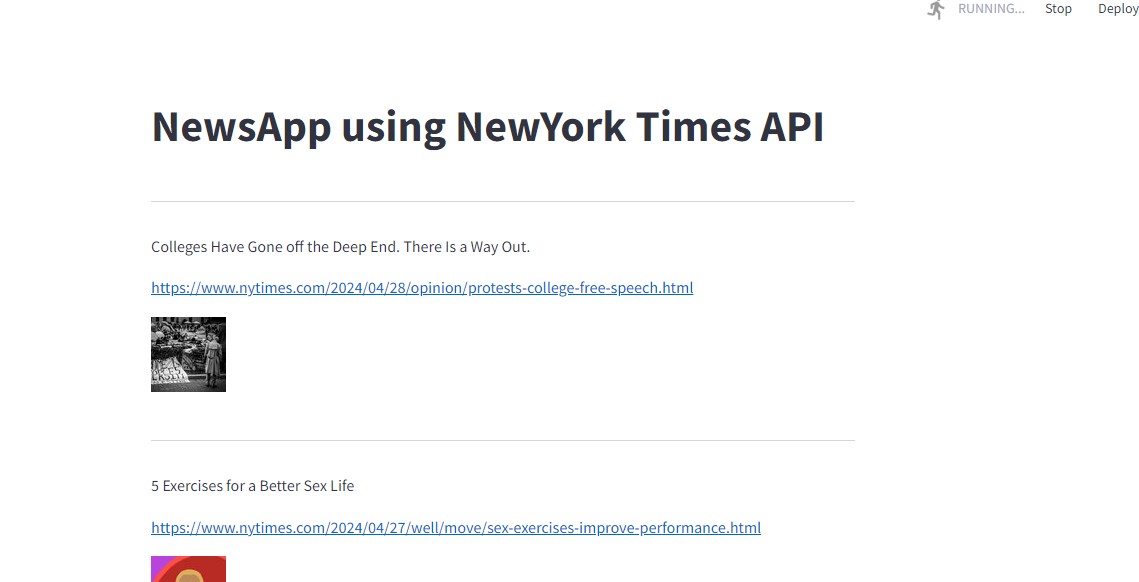 RUNNING... Stop Deploy
NewsApp using NewYork Times API
Colleges Have Gone off the Deep End. There Is a Way Out.
https://www.nytimes.com/2024/04/28/opinion/protests-college-free-speech.html
5 Exercises for a Better Sex Life
https://www.nytimes.com/2024/04/27/well/move/sex-exercises-improve-performance.html